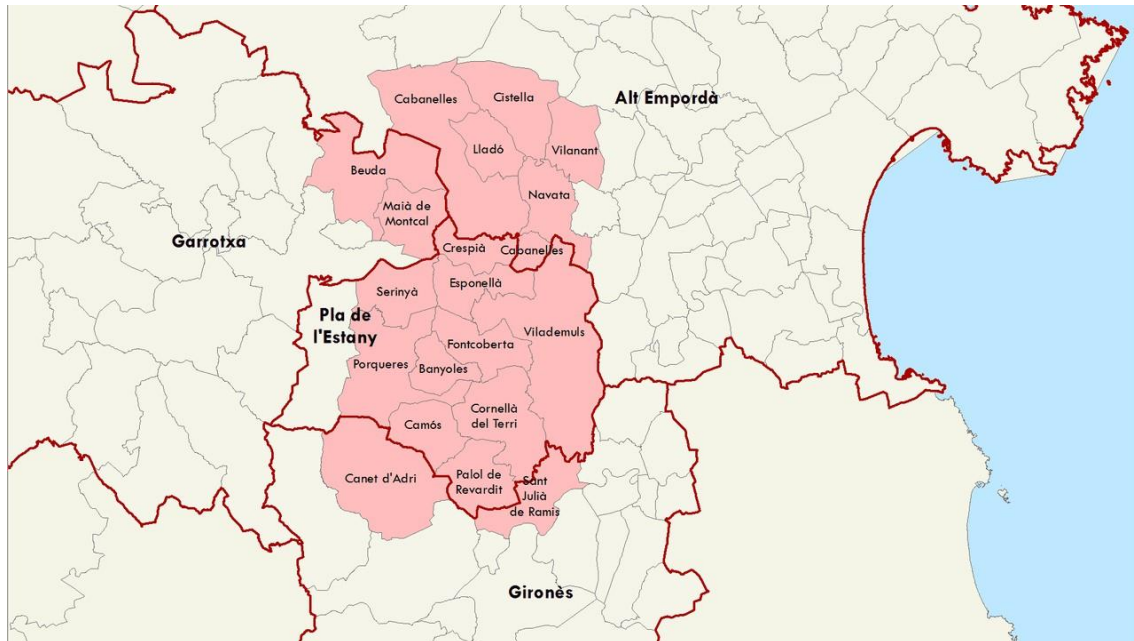 Cabanelles
Cistella
Alt Empordà
Lladó
Vilanant
Beuda
Navata
Maià de
Montcal
Garrotxa
Crespià
Cabanelles
Serinyà
Esponellà
Pla de
l'Estany
Vilademuls
Fontcoberta
Porqueres
Banyoles
Camós
Cornellà
del Terri
Canet d'Adri
Palol de
Revardit
Sant
Julià
de Ramis
Gironès